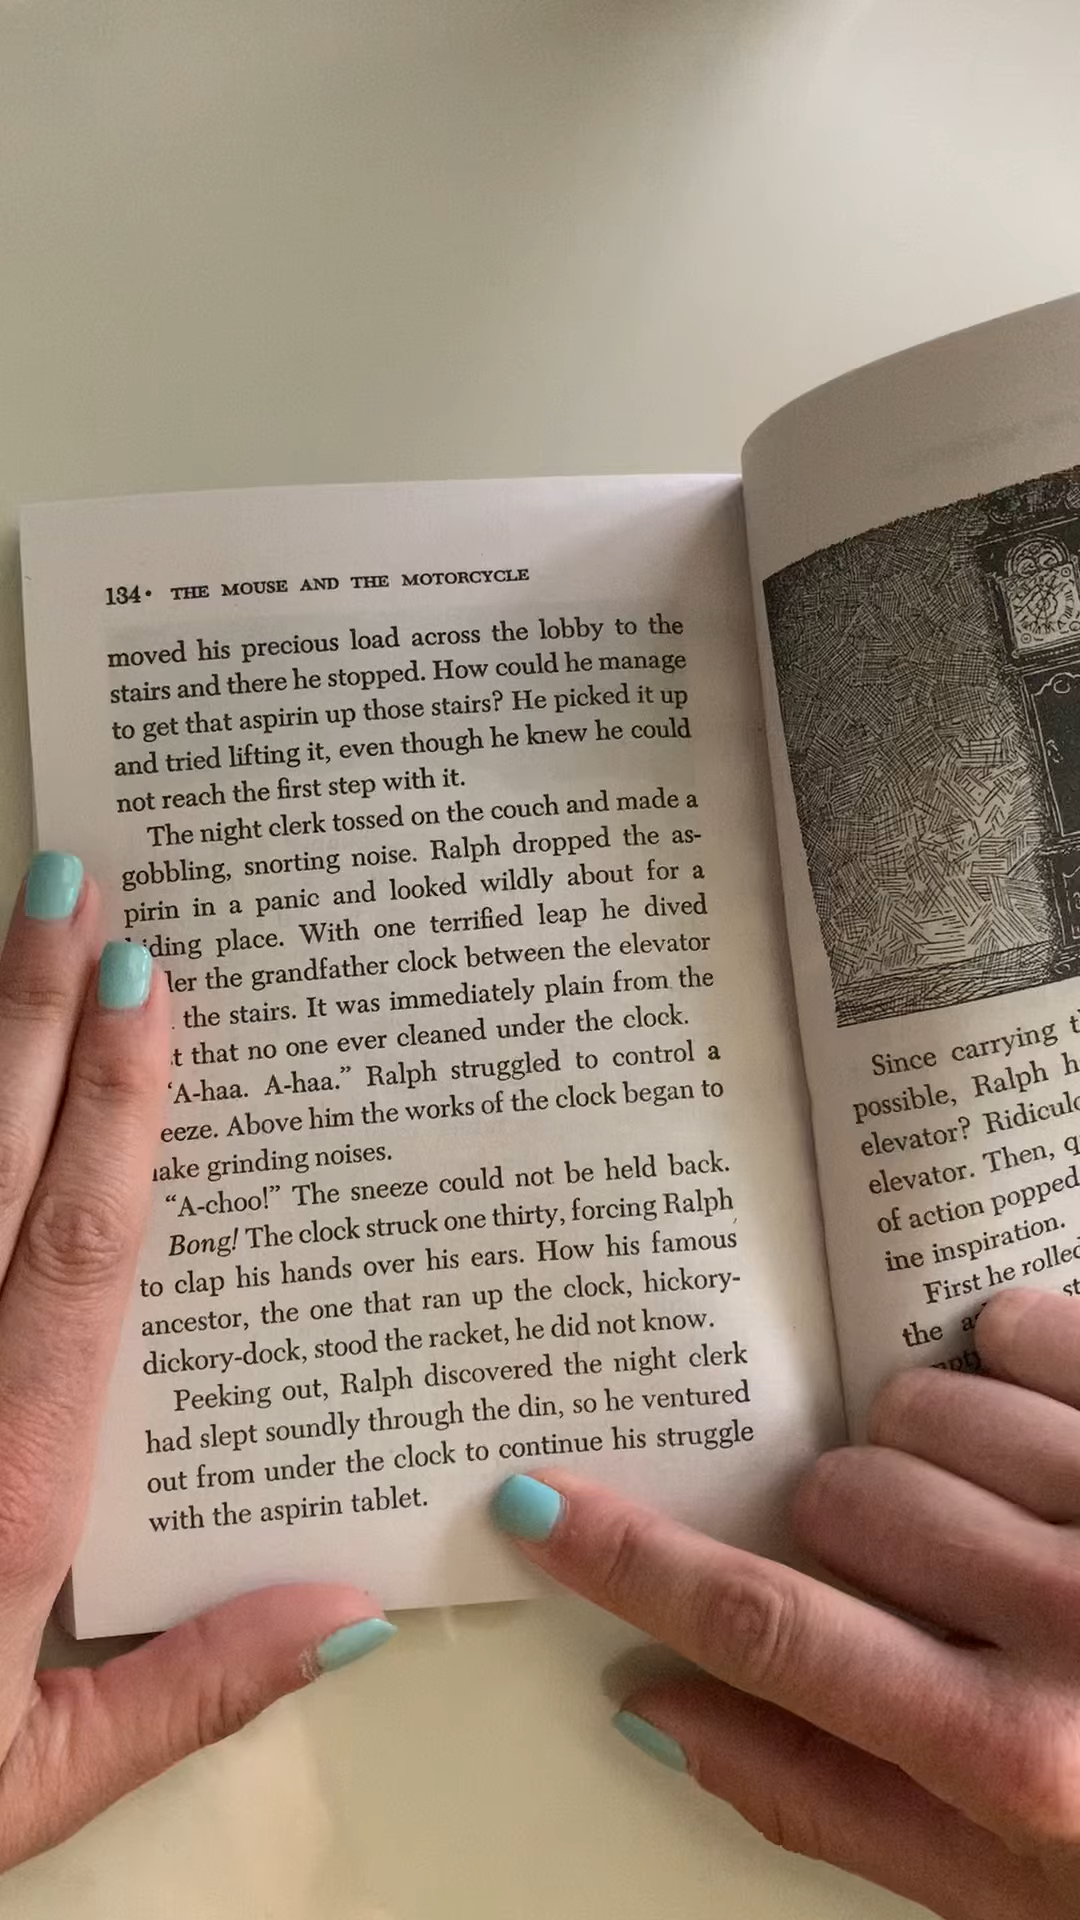 134• THE MOUSE AND THE MOTORCYCLE
moved his precious load across the lobby to the
stairs and there he stopped. How could he manage
to get that aspirin up those stairs? He picked it up
and tried lifting it, even though he knew he could
not reach the first step with it.
The night clerk tossed on the couch and made a
gobbling, snorting noise. Ralph dropped the as-
pirin in a panic and looked wildly about for a
place. With one terrified leap he dived
the grandfather clock between the elevator
the stairs. It was immediately plain from the
that no one ever cleaned under the clock.
‘A-haa. A-haa.” Ralph struggled to control a
eeze. Above him the works of the clock began to
ake grinding noises.
“A-choo!” The sneeze could not be held back.
Bong! The clock struck one thirty, forcing Ralph
to clap his hands over his ears. How his famous
ancestor, the one that ran up the clock, hickory-
dickory-dock, stood the racket, he did not know.
Peeking out, Ralph discovered the night clerk
had slept soundly through the din, so he ventured
out from under the clock to continue his struggle
with the aspirin tablet.
Since carrying
possible, Ralph
elevator?
elevator. Then,
of action popped
ine inspiration.
First he rolled
the